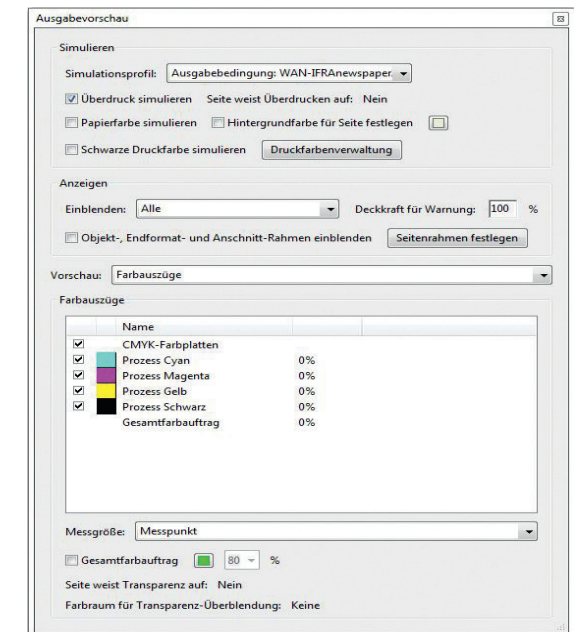 Ausgabevorschau
Simulieren
Simulationsprofil: Ausgabebedingung: WAN-IFRAnewspaper
Überdruck simulieren Seite weist Überdrucken auf: Nein
Papierfarbe simulieren Hintergrundfarbe für Seite festlegen
Schwarze Druckfarbe simulieren Druckfarbenverwaltung
Anzeigen
Einblenden: Alle Deckkraft für Warnung: 100 %
Objekt-, Endformat- und Anschnitt-Rahmen einblenden Seitenrahmen festlegen
Vorschau: Farbauszüge
Farbauszüge
Name
CMYK-Farbplatten
Prozess Cyan 0%
Prozess Magenta 0%
Prozess Gelb 0%
Prozess Schwarz 0%
Gesamtfarbauftrag 0%
Messgröße: Messpunkt
Gesamtfarbauftrag 80 %
Seite weist Transparenz auf: Nein
Farbraum für Transparenz-Überblendung: Keine